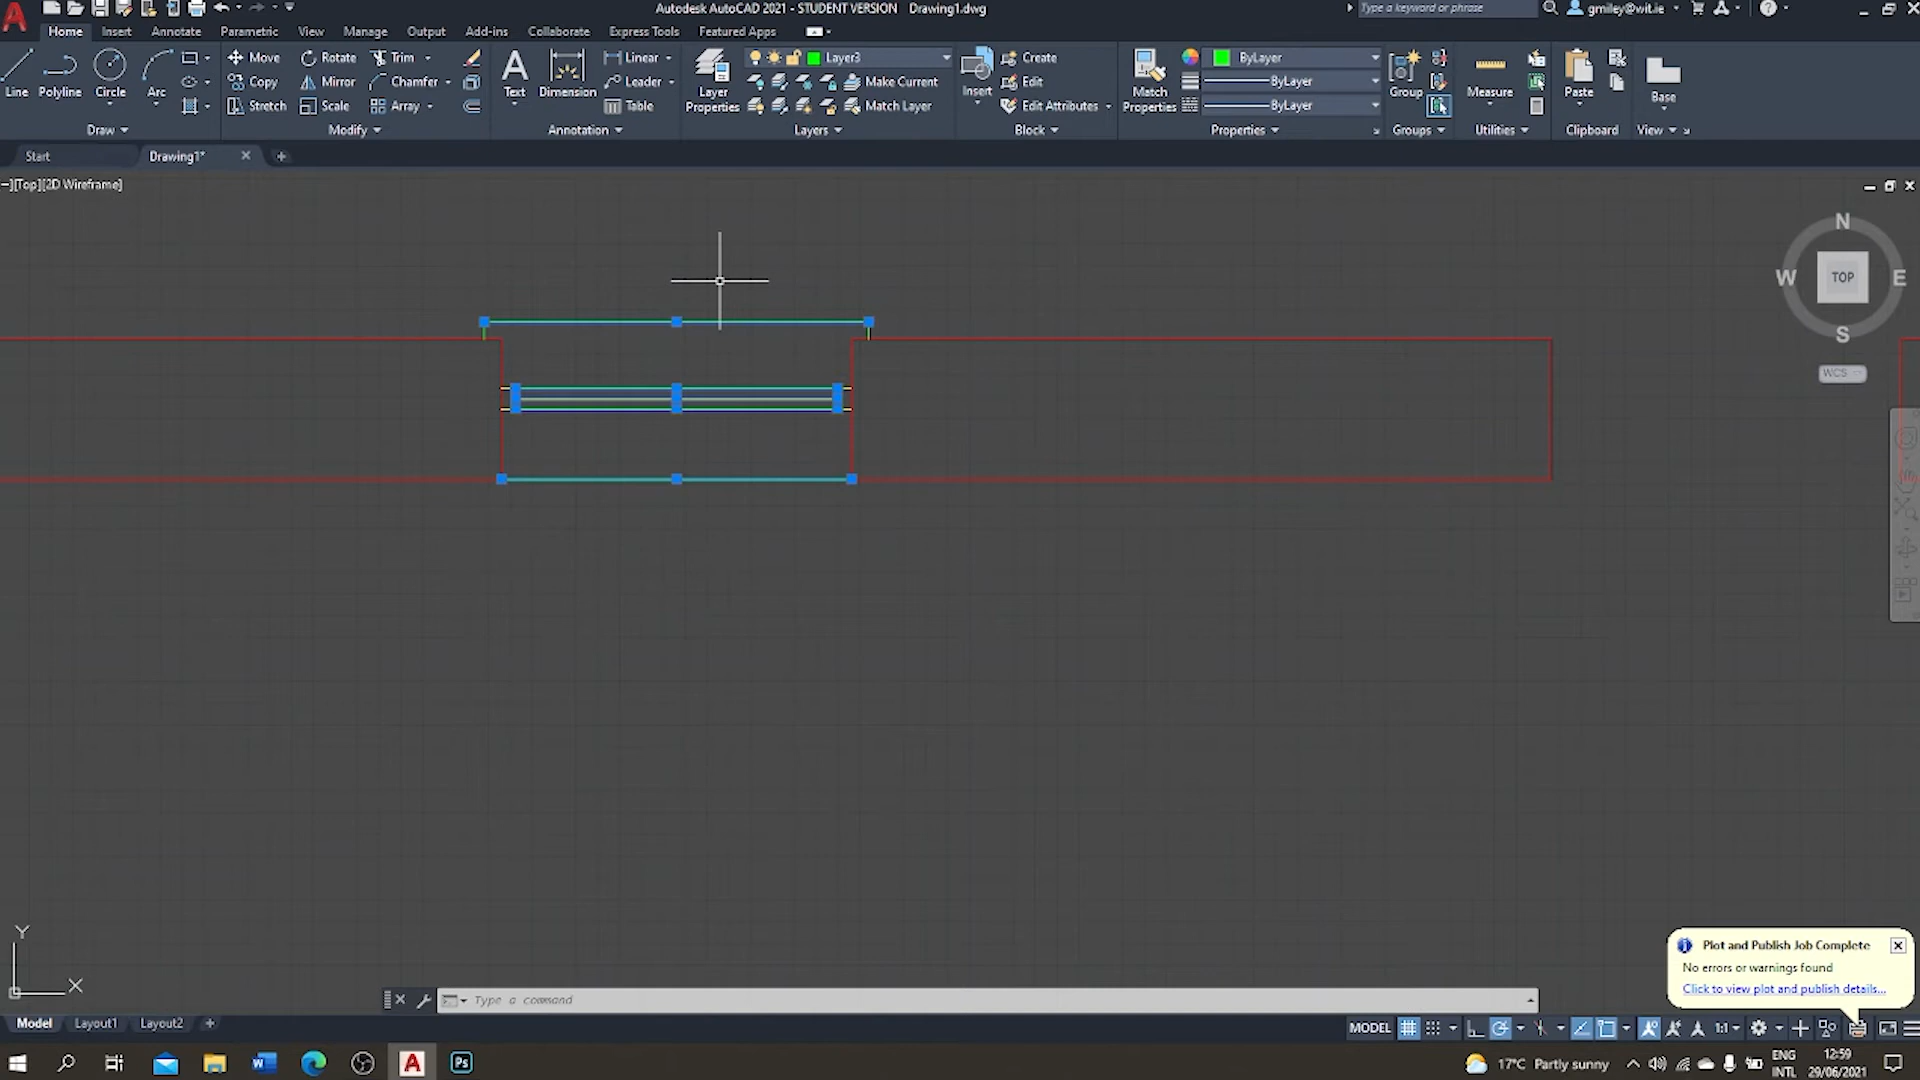 Autodesk AutoCAD 2021 - STUDENT VERSION Drawing1.dwg
Type a keyword or phrase
gmiley@wit.ie
Home Insert Annotate Parametric View Manage Output Add-ins Collaborate Express Tools Featured Apps
Move Rotate Trim Linear Layer3 Create ByLayer
Copy Mirror Chamfer Leader Make Current Edit ByLayer
Line Polyline Circle Arc Text Dimension Layer Properties Insert Match Properties Group Measure Paste Base
Stretch Scale Array Table Match Layer Edit Attributes ByLayer
Draw Modify Annotation Layers Block Properties Groups Utilities Clipboard View
Start Drawing1*
[Top][2D Wireframe]
N
W TOP E
S
WCS
Y
X
Plot and Publish Job Complete
No errors or warnings found
Click to view plot and publish details...
Type a command
Model Layout1 Layout2
MODEL 1:1
17°C Partly sunny
ENG
INTL
12:59
29/06/2021